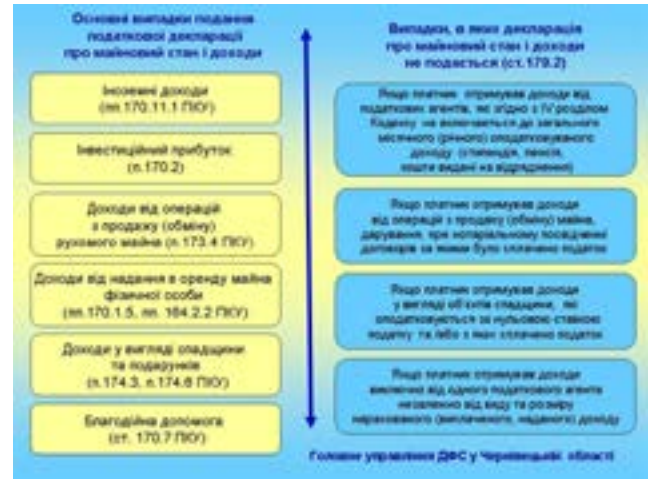 Основні випадки подання
податкової декларації
про майновий стан і доходи
Іноземні доходи
(пп.170.11.1 ПКУ)
Інвестиційний прибуток
(п.170.2)
Доходи від операцій
з продажу (обміну)
рухомого майна (п.173.4 ПКУ)
Доходи від надання в оренду майна
фізичної особи
(пп.170.1.5, пп. 164.2.2 ПКУ)
Доходи у вигляді спадщини
та подарунків
(п.174.3, п.174.6 ПКУ)
Благодійна допомога
(ст. 170.7 ПКУ)
Випадки, в яких декларація
про майновий стан і доходи
не подається (ст.179.2)
Якщо платник отримував доходи від
податкових агентів, які згідно з IV розділом
Кодексу не включаються до загального
місячного (річного) оподатковуваного
доходу (стипендія, пенсія,
кошти видані на відрядження)
Якщо платник отримував доходи
від операцій з продажу (обміну) майна,
дарування, при нотаріальному посвідченні
договорів за якими було сплачено податок
Якщо платник отримував доходи
у вигляді об'єктів спадщини, які
оподатковуються за нульовою ставкою
податку та/або з яких сплачено податок
Якщо платник отримував доходи
виключно від одного податкового агента
незалежно від виду та розміру
нарахованого (виплаченого, наданого) доходу
Головне управління ДФС у Чернівецькій області